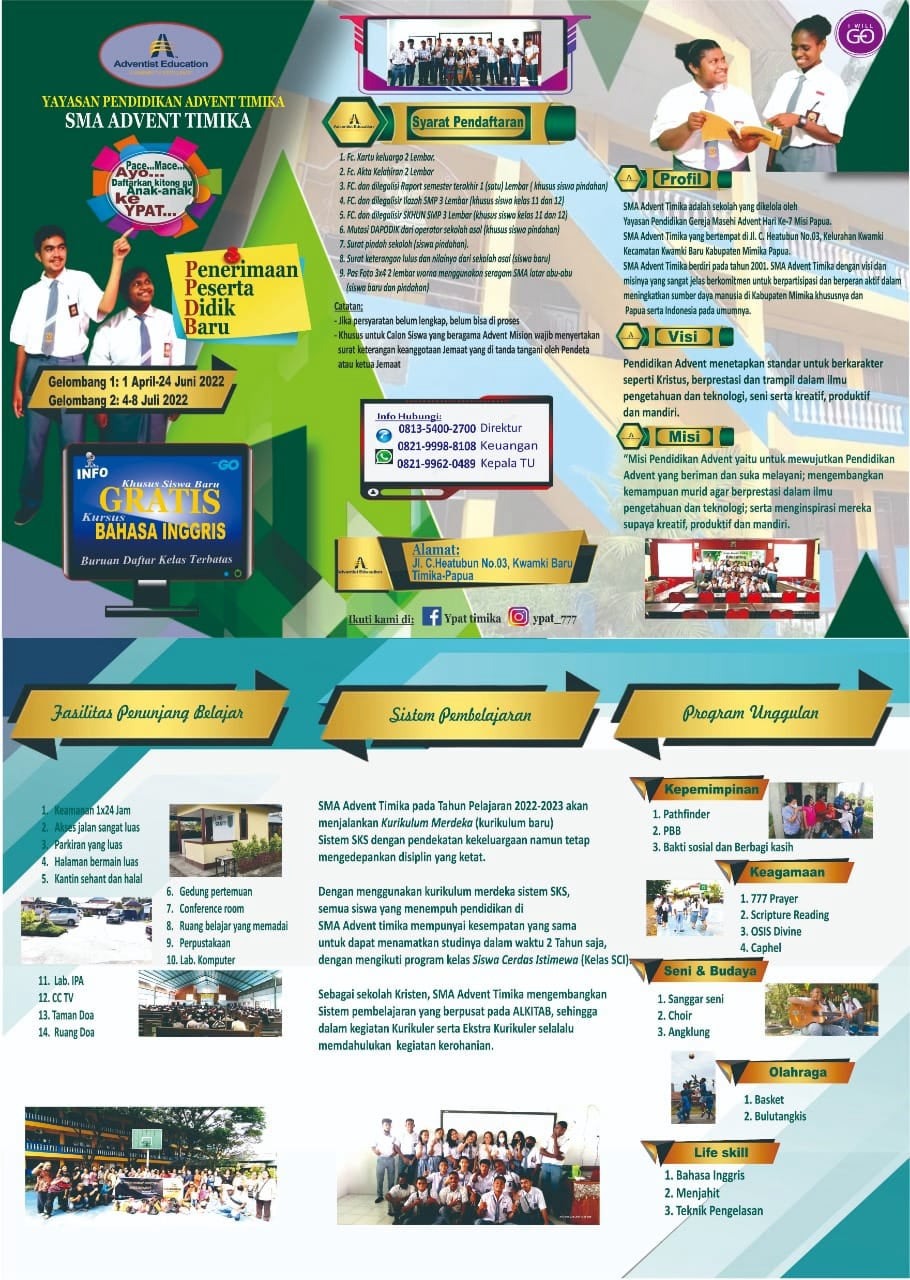 Adventist Education
YAYASAN PENDIDIKAN ADVENT TIMIKA
SMA ADVENT TIMIKA
Pace...Mace...
Ayo...
Daftarkan kitong pu
Anak-anak
ke
YPAT...
Penerimaan
Peserta
Didik
Baru
Gelombang 1: 1 April-24 Juni 2022
Gelombang 2: 4-8 Juli 2022
INFO
GO
Khusus Siswa Baru
GRATIS
Kursus
BAHASA INGGRIS
Buruan Daftar Kelas Terbatas
Adventist Education
Syarat Pendaftaran
1. Fc. Kartu keluarga 2 Lembar.
2. Fc. Akta Kelahiran 2 Lembar
3. FC. dan dilegalisi Raport semester terakhir 1 (satu) Lembar ( khusus siswa pindahan)
4. FC. dan dilegalisir Ijazah SMP 3 Lembar (khusus siswa kelas 11 dan 12)
5. FC. dan dilegalisir SKHUN SMP 3 Lembar (khusus siswa kelas 11 dan 12)
6. Mutasi DAPODIK dari operator sekolah asal (khusus siswa pindahan)
7. Surat pindah sekolah (siswa pindahan).
8. Surat keterangan lulus dan nilainya dari sekolah asal (siswa baru)
9. Pas Foto 3x4 2 lembar warna menggunakan seragam SMA latar abu-abu
(siswa baru dan pindahan)
Catatan;
- Jika persyaratan belum lengkap, belum bisa di proses
- Khusus untuk Calon Siswa yang beragama Advent Mision wajib menyertakan
surat keterangan keanggotaan Jemaat yang di tanda tangani oleh Pendeta
atau ketua Jemaat
Info Hubungi:
0813-5400-2700 Direktur
0821-9998-8108 Keuangan
0821-9962-0489 Kepala TU
Adventist Education
Alamat:
Jl. C.Heatubun No.03, Kwamki Baru
Timika-Papua
Ikuti kami di: Ypat timika ypat_777
I WILL
GO
Profil
SMA Advent Timika adalah sekolah yang dikelola oleh
Yayasan Pendidikan Gereja Masehi Advent Hari Ke-7 Misi Papua.
SMA Advent Timika yang bertempat di Jl. C. Heatubun No.03, Kelurahan Kwamki
Kecamatan Kwamki Baru Kabupaten Mimika Papua.
SMA Advent Timika berdiri pada tahun 2001. SMA Advent Timika dengan visi dan
misinya yang sangat jelas berkomitmen untuk berpartisipasi dan berperan aktif dalam
meningkatkan sumber daya manusia di Kabupaten Mimika khususnya dan
Papua serta Indonesia pada umumnya.
Visi
Pendidikan Advent menetapkan standar untuk berkarakter
seperti Kristus, berprestasi dan trampil dalam ilmu
pengetahuan dan teknologi, seni serta kreatif, produktif
dan mandiri.
Misi
"Misi Pendidikan Advent yaitu untuk mewujutkan Pendidikan
Advent yang beriman dan suka melayani; mengembangkan
kemampuan murid agar berprestasi dalam ilmu
pengetahuan dan teknologi; serta menginspirasi mereka
supaya kreatif, produktif dan mandiri.
Fasilitas Penunjang Belajar
1. Keamanan 1x24 Jam
2. Akses jalan sangat luas
3. Parkiran yang luas
4. Halaman bermain luas
5. Kantin sehant dan halal
6. Gedung pertemuan
7. Conference room
8. Ruang belajar yang memadai
9. Perpustakaan
10. Lab. Komputer
11. Lab. IPA
12. CC TV
13. Taman Doa
14. Ruang Doa
Sistem Pembelajaran
SMA Advent Timika pada Tahun Pelajaran 2022-2023 akan
menjalankan Kurikulum Merdeka (kurikulum baru)
Sistem SKS dengan pendekatan kekeluargaan namun tetap
mengedepankan disiplin yang ketat.
Dengan menggunakan kurikulum merdeka sistem SKS,
semua siswa yang menempuh pendidikan di
SMA Advent timika mempunyai kesempatan yang sama
untuk dapat menamatkan studinya dalam waktu 2 Tahun saja,
dengan mengikuti program kelas Siswa Cerdas Istimewa (Kelas SCI).
Sebagai sekolah Kristen, SMA Advent Timika mengembangkan
Sistem pembelajaran yang berpusat pada ALKITAB, sehingga
dalam kegiatan Kurikuler serta Ekstra Kurikuler selalalu
memdahulukan kegiatan kerohanian.
Program Unggulan
Kepemimpinan
1. Pathfinder
2. PBB
3. Bakti sosial dan Berbagi kasih
Keagamaan
1. 777 Prayer
2. Scripture Reading
3. OSIS Divine
4. Caphel
Seni & Budaya
1. Sanggar seni
2. Choir
3. Angklung
Olahraga
1. Basket
2. Bulutangkis
Life skill
1. Bahasa Inggris
2. Menjahit
3. Teknik Pengelasan